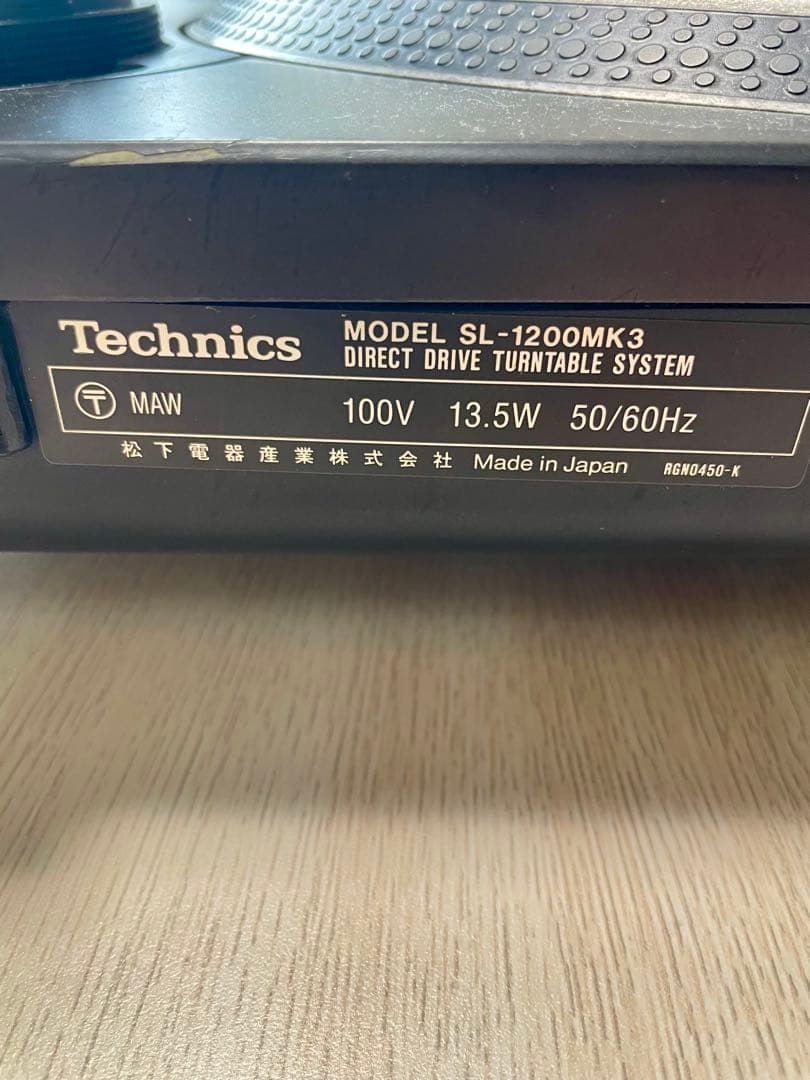 Technics
MODEL SL-1200MK3
DIRECT DRIVE TURNTABLE SYSTEM
〒 MAW 100V 13.5W 50/60Hz
松下電器産業株式会社 Made in Japan RGN0450-K